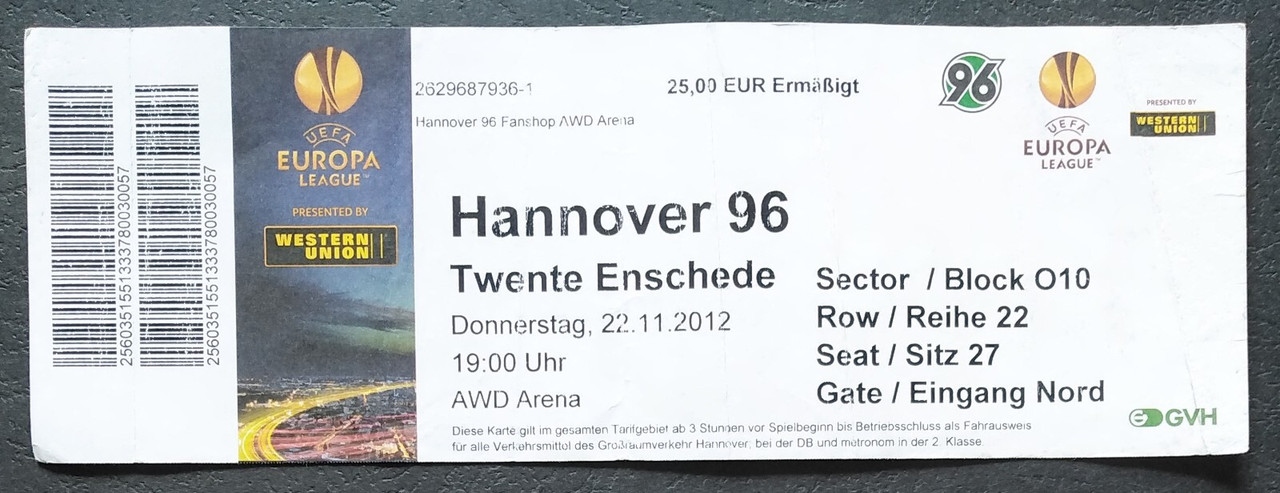 2560351551333780030057
2560351551333780030057
UEFA
EUROPA
LEAGUE™
PRESENTED BY
WESTERN
UNION
2629687936-1
25,00 EUR Ermäßigt
Hannover 96 Fanshop AWD Arena
96
UEFA
EUROPA
LEAGUE™
PRESENTED BY
WESTERN
UNION
Hannover 96
Twente Enschede
Donnerstag, 22.11.2012
19:00 Uhr
AWD Arena
Sector / Block O10
Row / Reihe 22
Seat / Sitz 27
Gate / Eingang Nord
Diese Karte gilt im gesamten Tarifgebiet ab 3 Stunden vor Spielbeginn bis Betriebsschluss als Fahrausweis
für alle Verkehrsmittel des Großraumverkehr Hannover; bei der DB und metronom in der 2. Klasse.
GVH